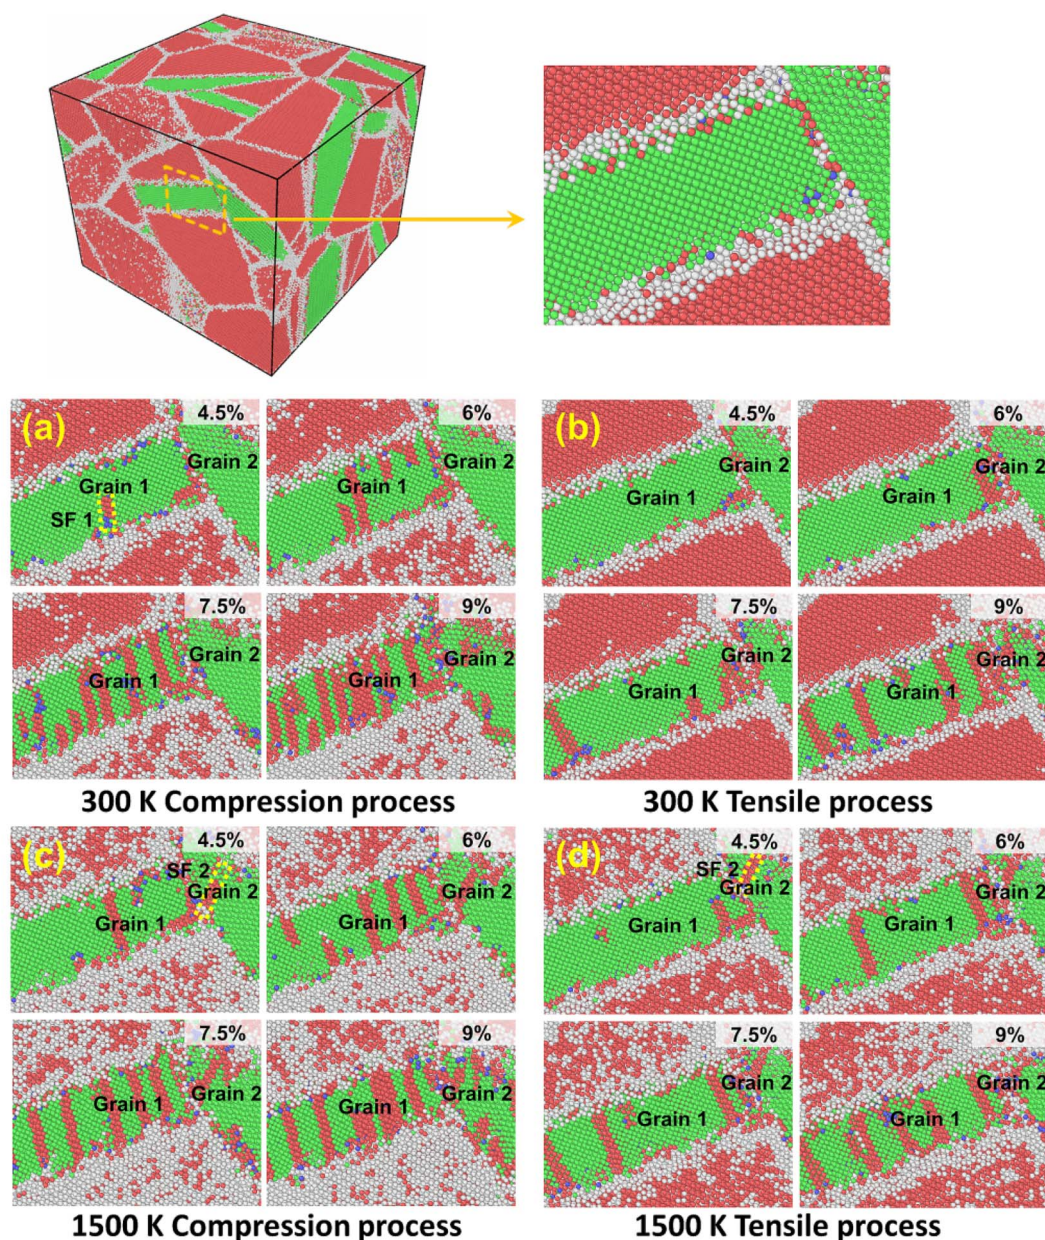 (a)
4.5%
Grain 2
Grain 1
SF 1
6%
Grain 2
Grain 1
7.5%
Grain 2
Grain 1
9%
Grain 2
Grain 1
300 K Compression process
(b)
4.5%
Grain 2
Grain 1
6%
Grain 2
Grain 1
7.5%
Grain 2
Grain 1
9%
Grain 2
Grain 1
300 K Tensile process
(c)
4.5%
SF 2
Grain 2
Grain 1
6%
Grain 2
Grain 1
7.5%
Grain 2
Grain 1
9%
Grain 2
Grain 1
1500 K Compression process
(d)
4.5%
SF 2
Grain 2
Grain 1
6%
Grain 2
Grain 1
7.5%
Grain 2
Grain 1
9%
Grain 2
Grain 1
1500 K Tensile process